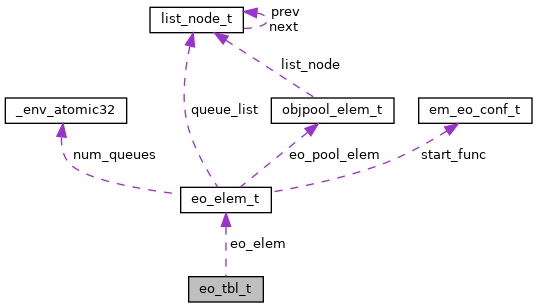 prev
list_node_t
next
list_node
queue_list
_env_atomic32
objpool_elem_t
em_eo_conf_t
num_queues
eo_pool_elem
start_func
eo_elem_t
eo_elem
eo_tbl_t